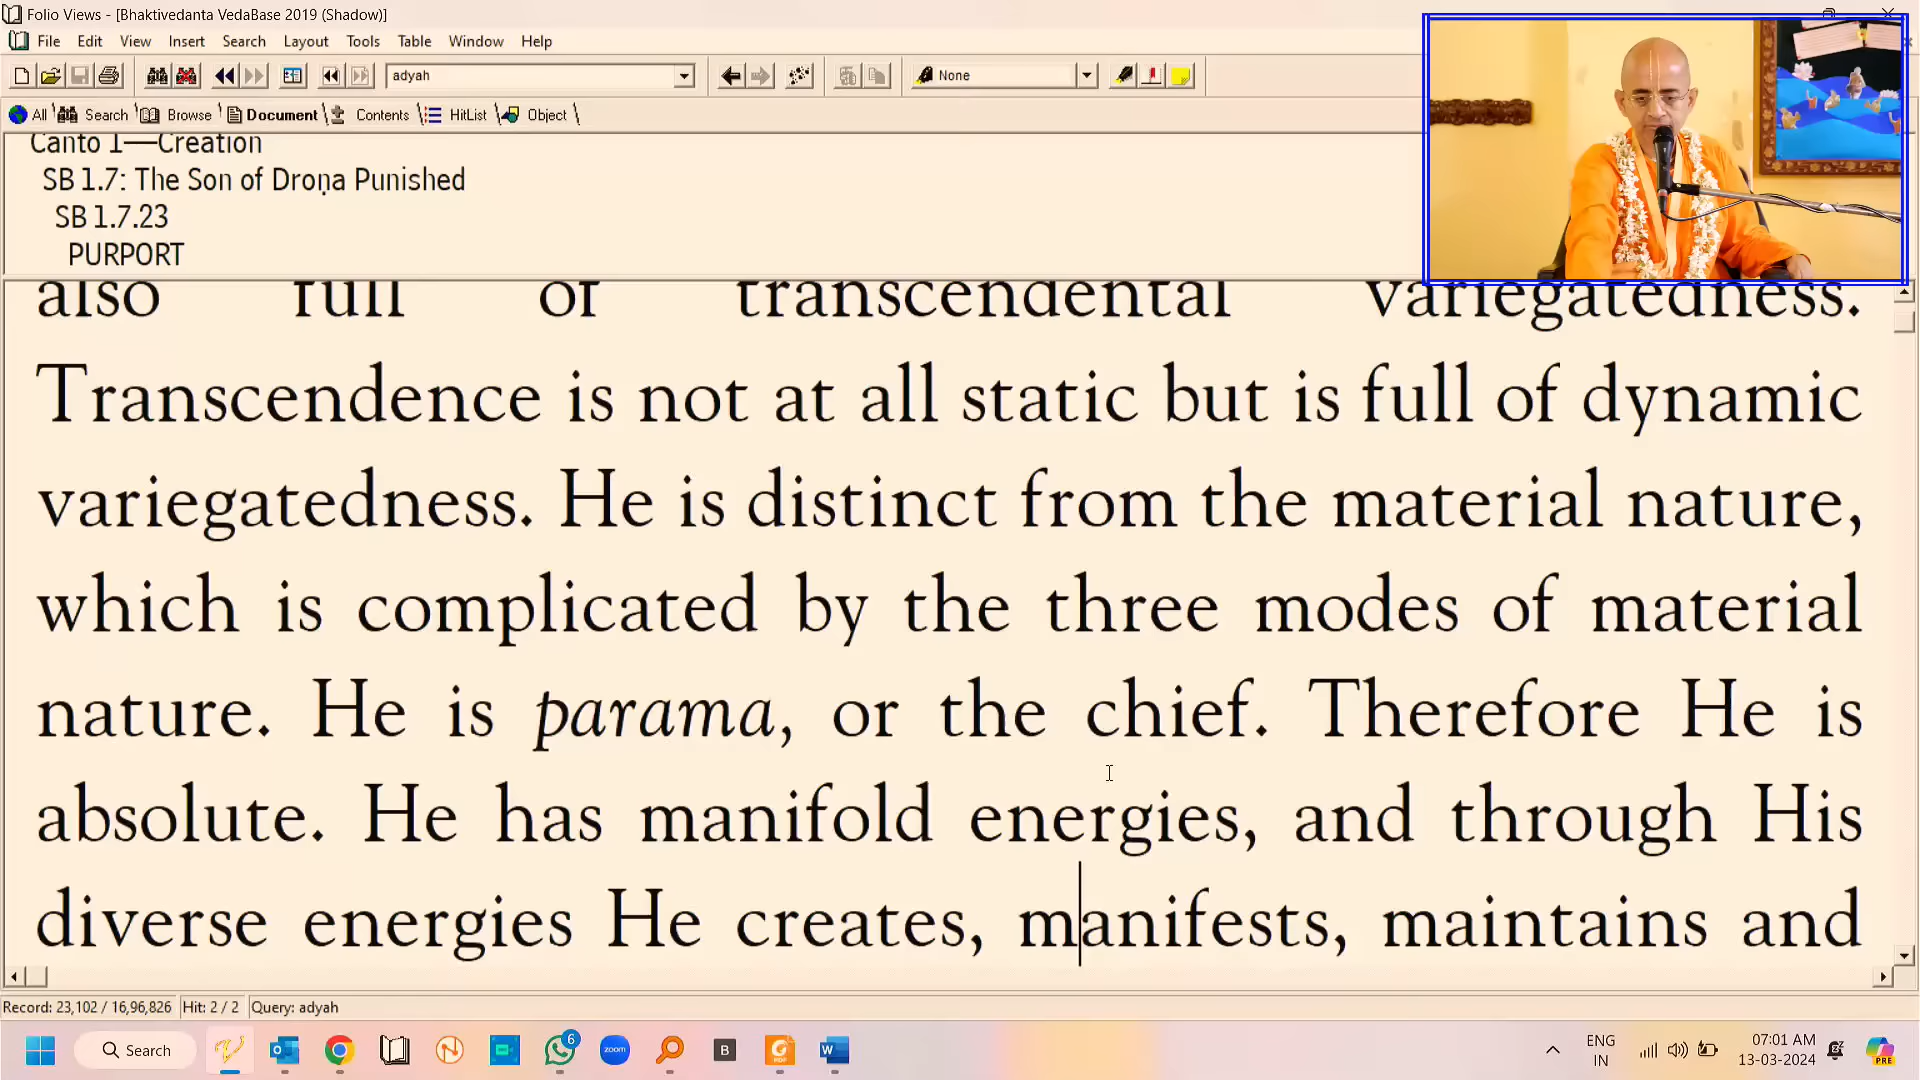 Folio Views - [Bhaktivedanta VedaBase 2019 (Shadow)]
File Edit View Insert Search Layout Tools Table Window Help
adyah None
All Search Browse Document Contents HitList Object
Canto 1—Creation
SB 1.7: The Son of Droṇa Punished
SB 1.7.23
PURPORT
also full of transcendental variegatedness.
Transcendence is not at all static but is full of dynamic
variegatedness. He is distinct from the material nature,
which is complicated by the three modes of material
nature. He is parama, or the chief. Therefore He is
absolute. He has manifold energies, and through His
diverse energies He creates, manifests, maintains and
Record: 23,102 / 16,96,826 Hit: 2 / 2 Query: adyah
Search 6 zoom B PDF W ENG IN 07:01 AM 13-03-2024 PRE